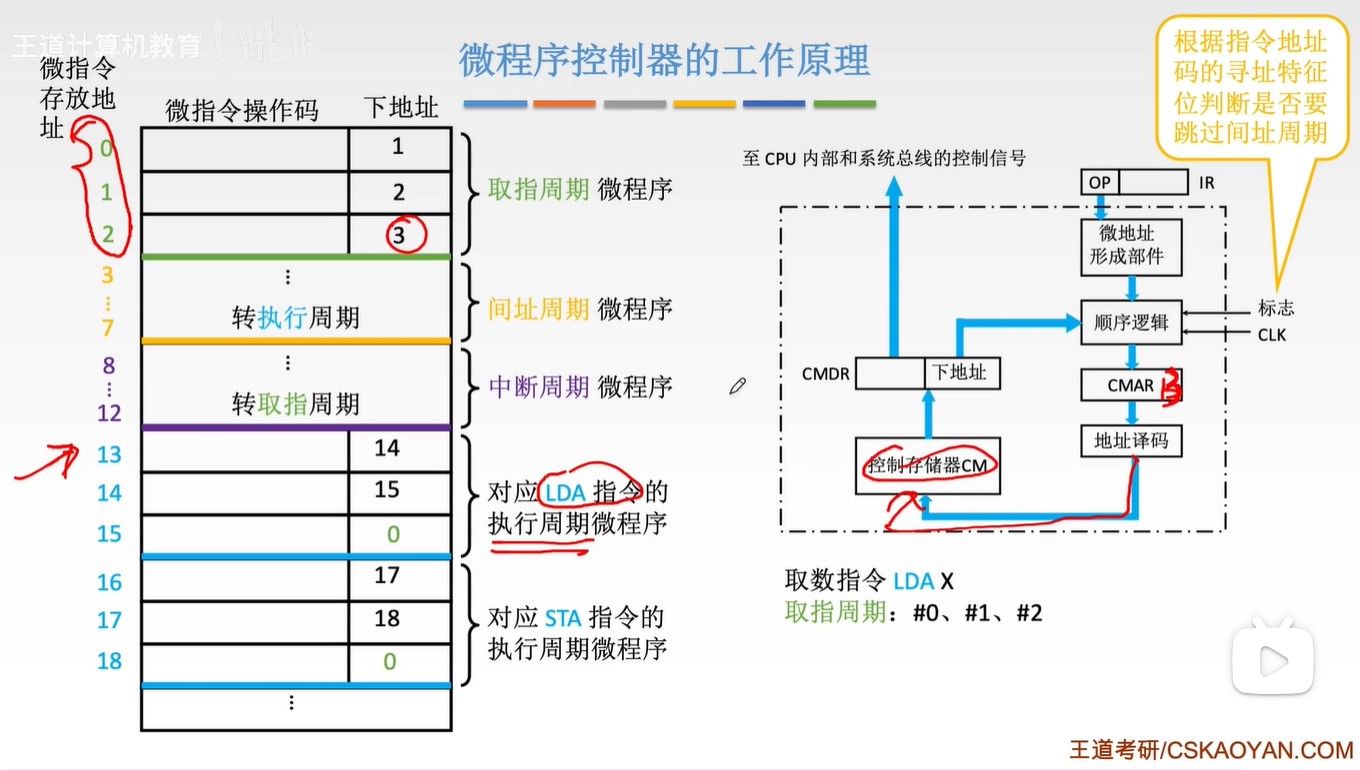 王道计算机教育
微程序控制器的工作原理
根据指令地址
码的寻址特征
位判断是否要
跳过间址周期
微指令
存放地
址
微指令操作码
下地址
0
1
1
2
2
3
取指周期 微程序
3
⋮
7
⋮
转执行周期
间址周期 微程序
8
⋮
12
⋮
转取指周期
中断周期 微程序
13
14
14
15
15
0
对应 LDA 指令的
执行周期微程序
16
17
17
18
18
0
对应 STA 指令的
执行周期微程序
⋮
至 CPU 内部和系统总线的控制信号
OP
IR
微地址
形成部件
顺序逻辑
标志
CLK
CMDR
下地址
CMAR
13
地址译码
控制存储器CM
取数指令 LDA X
取指周期：#0、#1、#2
王道考研/CSKAOYAN.COM